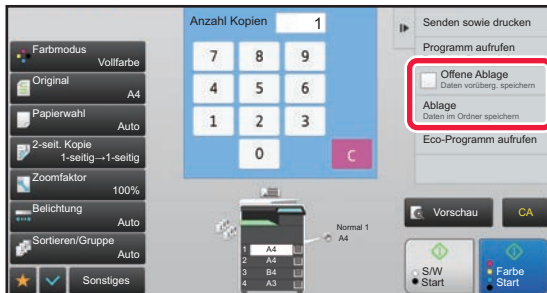 Anzahl Kopien 1
Senden sowie drucken
Programm aufrufen
Offene Ablage
Daten vorüberg. speichern
Ablage
Daten im Ordner speichern
Eco-Programm aufrufen
Farbmodus
Vollfarbe
Original
A4
Papierwahl
Auto
2-seit. Kopie
1-seitig→1-seitig
Zoomfaktor
100%
Belichtung
Auto
Sortieren/Gruppe
Auto
Sonstiges
7 8 9
4 5 6
1 2 3
0 C
Normal 1
A4
1 A4
2 A4
3 B4
4 A3
Vorschau CA
S/W
Start
Farbe
Start